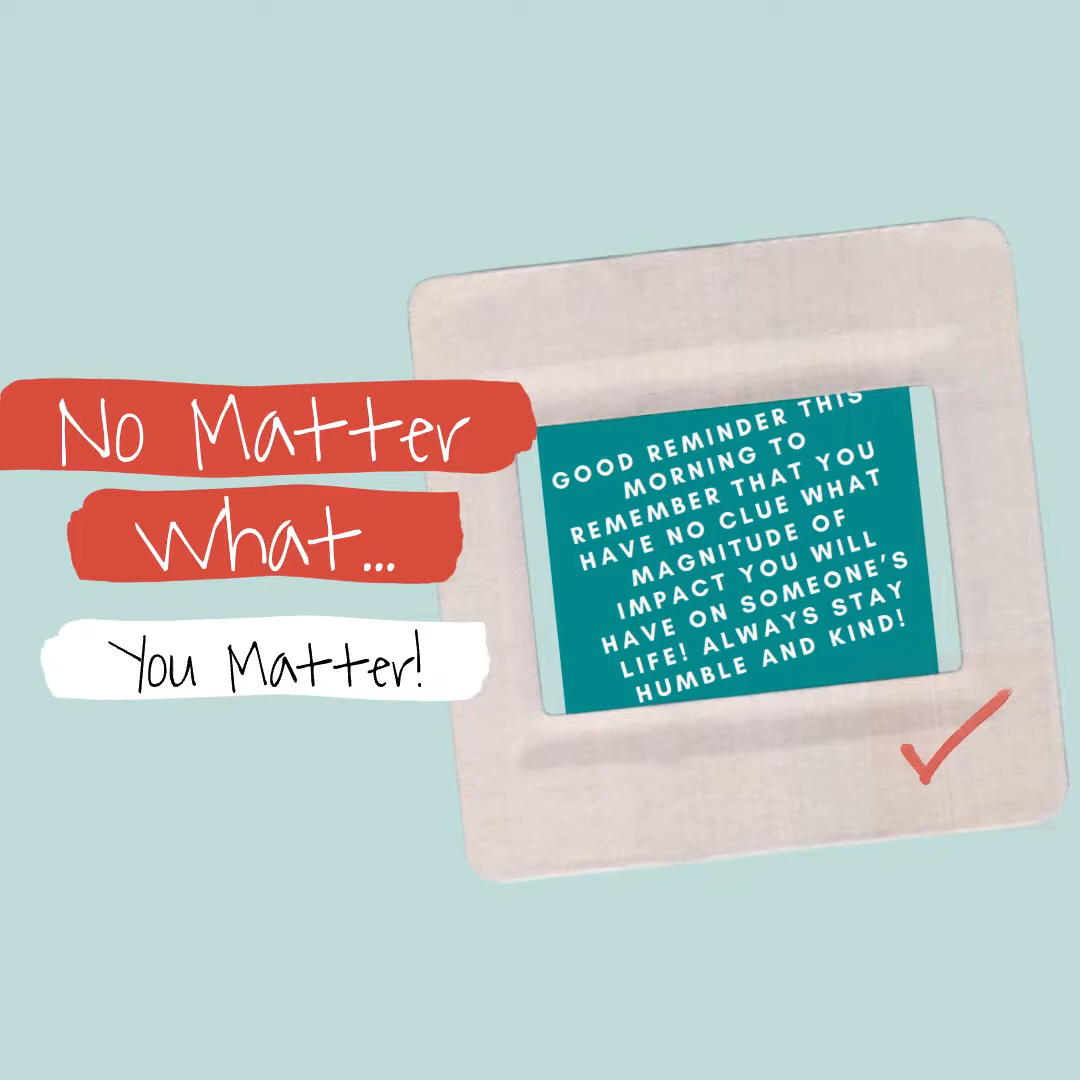 No Matter
What...
You Matter!
GOOD REMINDER THIS
MORNING TO
REMEMBER THAT YOU
HAVE NO CLUE WHAT
MAGNITUDE OF
IMPACT YOU WILL
HAVE ON SOMEONE'S
LIFE! ALWAYS STAY
HUMBLE AND KIND!